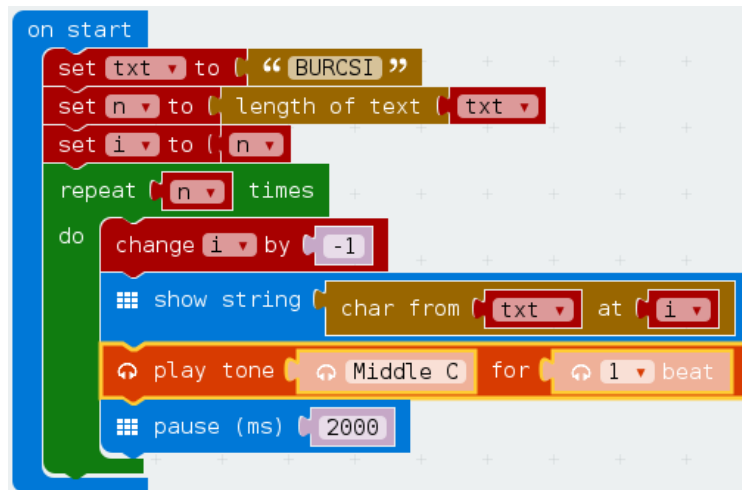 on start
set txt to “ BURCSI ”
set n to length of text txt
set i to n
repeat n times
do change i by -1
show string char from txt at i
play tone Middle C for 1 beat
pause (ms) 2000